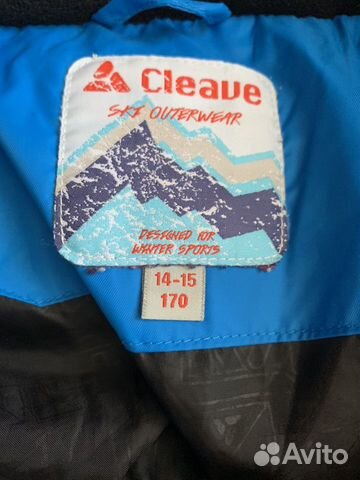 Cleave
SKI OUTERWEAR
DESIGNED FOR
WINTER SPORTS
14-15
170
Avito